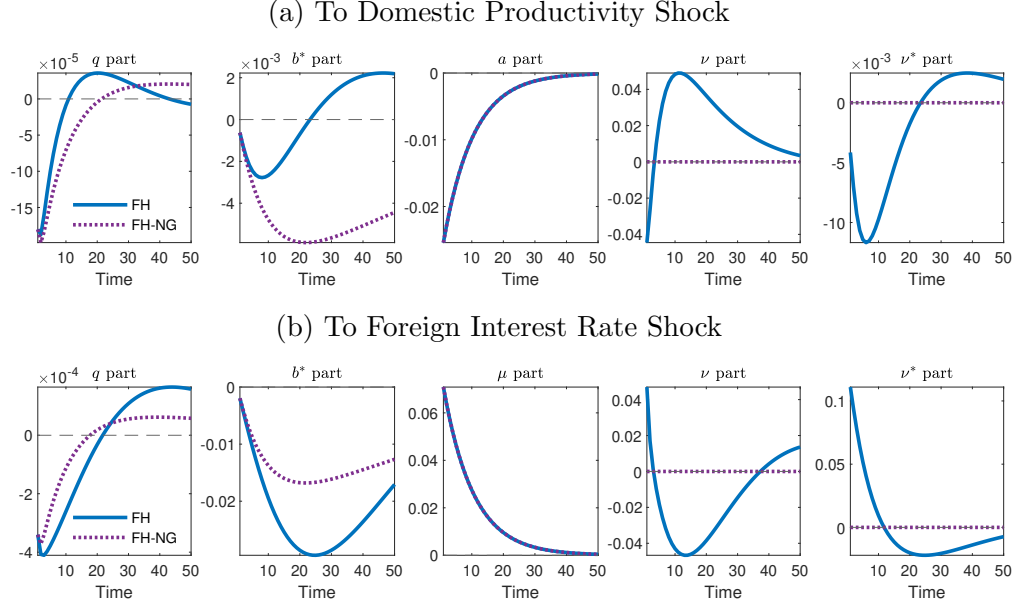 (a) To Domestic Productivity Shock
×10⁻⁵ q part
0
-5
-10
-15
FH
FH-NG
10 20 30 40 50
Time
×10⁻³ b* part
2
0
-2
-4
10 20 30 40 50
Time
a part
0
-0.01
-0.02
10 20 30 40 50
Time
ν part
0.04
0.02
0
-0.02
-0.04
10 20 30 40 50
Time
×10⁻³ ν* part
0
-5
-10
10 20 30 40 50
Time
(b) To Foreign Interest Rate Shock
×10⁻⁴ q part
0
-2
-4
FH
FH-NG
10 20 30 40 50
Time
b* part
0
-0.01
-0.02
10 20 30 40 50
Time
μ part
0.06
0.04
0.02
0
10 20 30 40 50
Time
ν part
0.04
0.02
0
-0.02
-0.04
10 20 30 40 50
Time
ν* part
0.1
0.05
0
10 20 30 40 50
Time